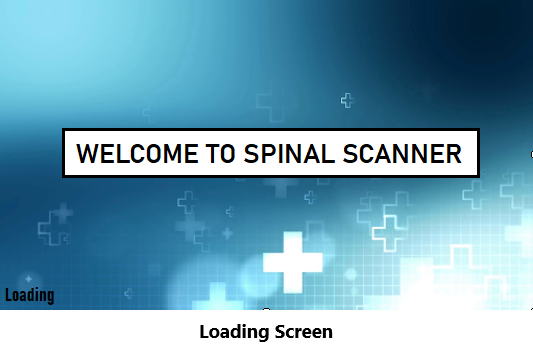 WELCOME TO SPINAL SCANNER
Loading
Loading Screen